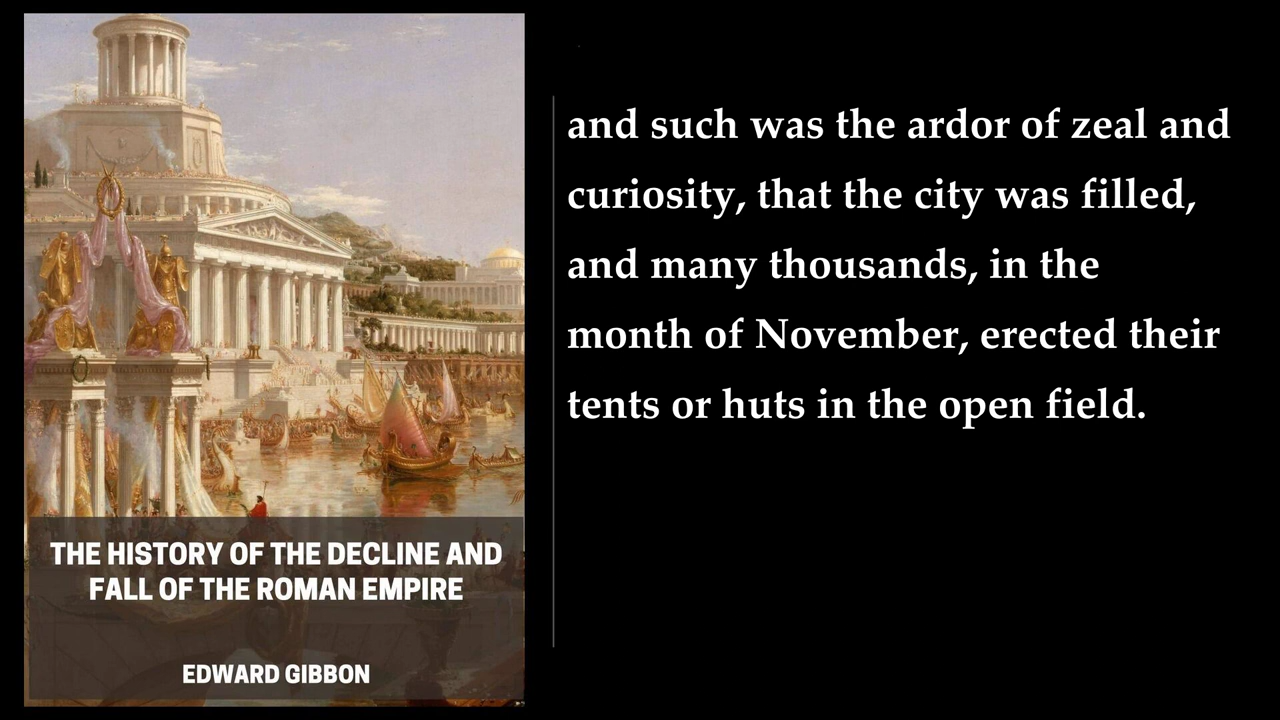 THE HISTORY OF THE DECLINE AND
FALL OF THE ROMAN EMPIRE
EDWARD GIBBON
and such was the ardor of zeal and
curiosity, that the city was filled,
and many thousands, in the
month of November, erected their
tents or huts in the open field.